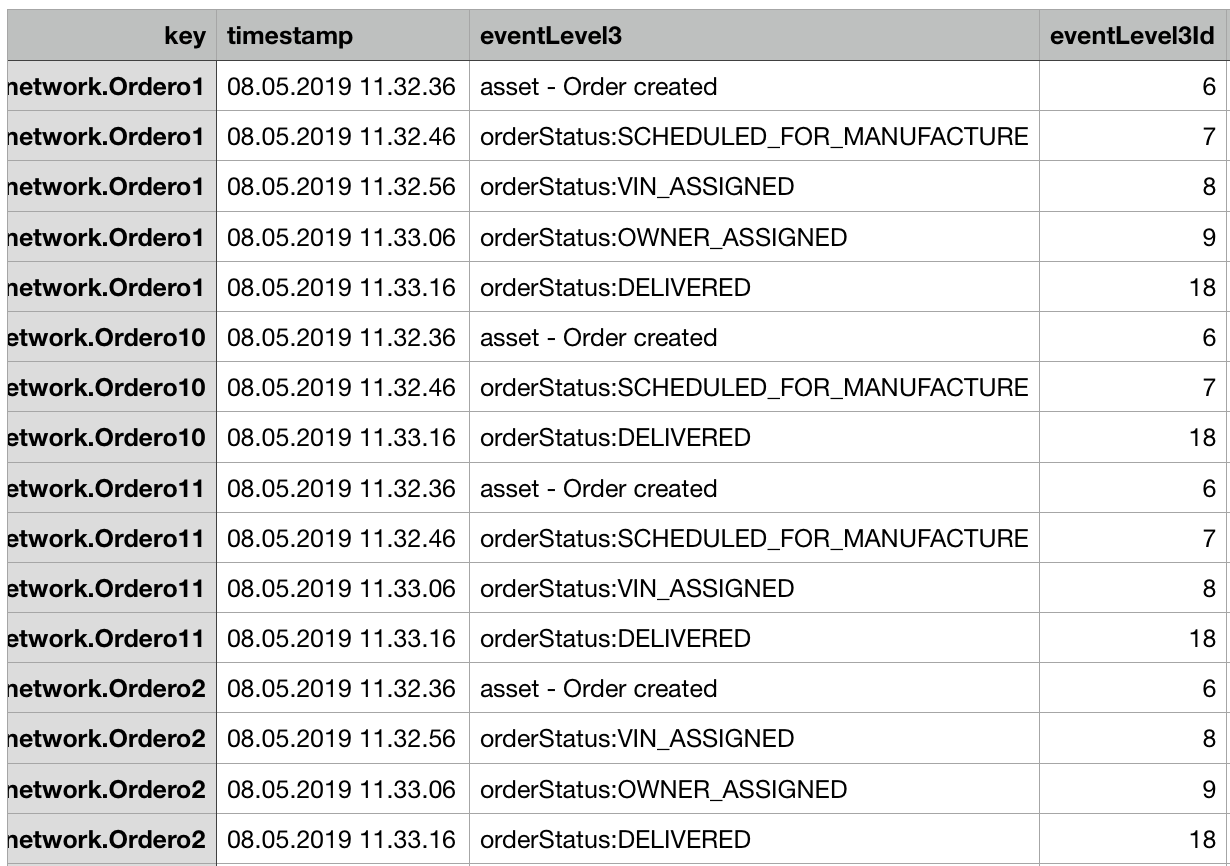 key timestamp eventLevel3 eventLevel3Id
network.Ordero1 08.05.2019 11.32.36 asset - Order created 6
network.Ordero1 08.05.2019 11.32.46 orderStatus:SCHEDULED_FOR_MANUFACTURE 7
network.Ordero1 08.05.2019 11.32.56 orderStatus:VIN_ASSIGNED 8
network.Ordero1 08.05.2019 11.33.06 orderStatus:OWNER_ASSIGNED 9
network.Ordero1 08.05.2019 11.33.16 orderStatus:DELIVERED 18
etwork.Ordero10 08.05.2019 11.32.36 asset - Order created 6
etwork.Ordero10 08.05.2019 11.32.46 orderStatus:SCHEDULED_FOR_MANUFACTURE 7
etwork.Ordero10 08.05.2019 11.33.16 orderStatus:DELIVERED 18
etwork.Ordero11 08.05.2019 11.32.36 asset - Order created 6
etwork.Ordero11 08.05.2019 11.32.46 orderStatus:SCHEDULED_FOR_MANUFACTURE 7
etwork.Ordero11 08.05.2019 11.33.06 orderStatus:VIN_ASSIGNED 8
etwork.Ordero11 08.05.2019 11.33.16 orderStatus:DELIVERED 18
network.Ordero2 08.05.2019 11.32.36 asset - Order created 6
network.Ordero2 08.05.2019 11.32.56 orderStatus:VIN_ASSIGNED 8
network.Ordero2 08.05.2019 11.33.06 orderStatus:OWNER_ASSIGNED 9
network.Ordero2 08.05.2019 11.33.16 orderStatus:DELIVERED 18